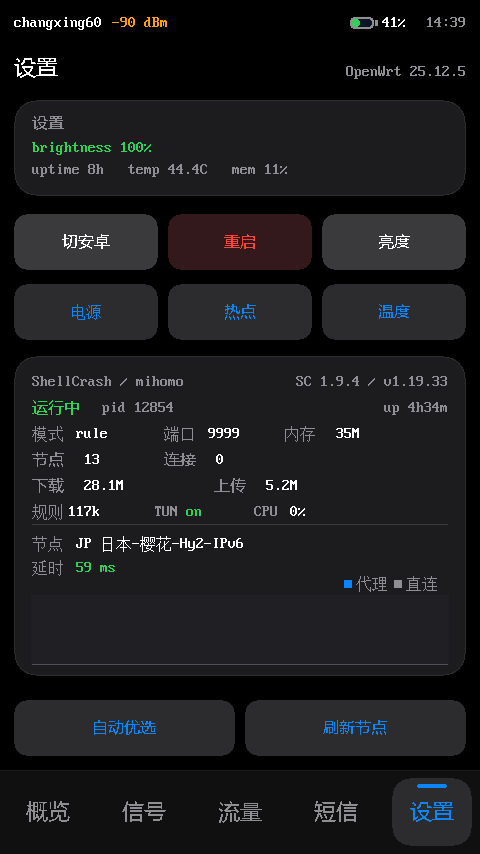 changxing60 -90 dBm 41% 14:39
设置 OpenWrt 25.12.5
设置
brightness 100%
uptime 8h temp 44.4C mem 11%
切安卓 重启 亮度
电源 热点 温度
ShellCrash / mihomo SC 1.9.4 / v1.19.33
运行中 pid 12854 up 4h34m
模式 rule 端口 9999 内存 35M
节点 13 连接 0
下载 28.1M 上传 5.2M
规则 117k TUN on CPU 0%
节点 JP 日本-樱花-Hy2-IPv6
延时 59 ms
代理 直连
自动优选 刷新节点
概览 信号 流量 短信 设置